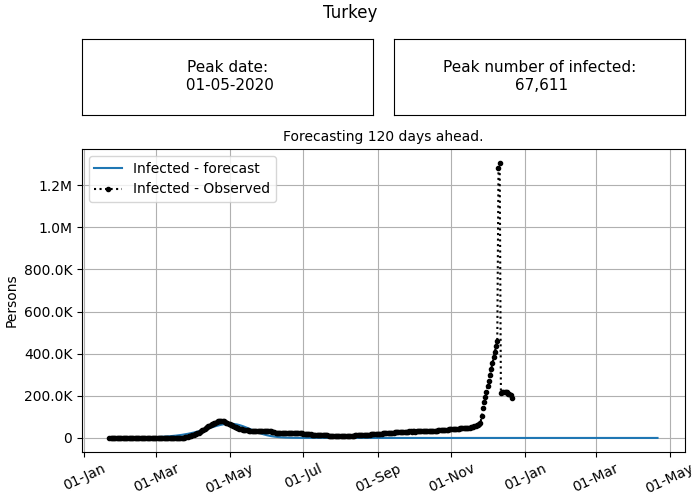 Turkey
Peak date:
01-05-2020
Peak number of infected:
67,611
Forecasting 120 days ahead.
Infected - forecast
Infected - Observed
1.2M
1.0M
800.0K
600.0K
400.0K
200.0K
0
Persons
01-Jan
01-Mar
01-May
01-Jul
01-Sep
01-Nov
01-Jan
01-Mar
01-May